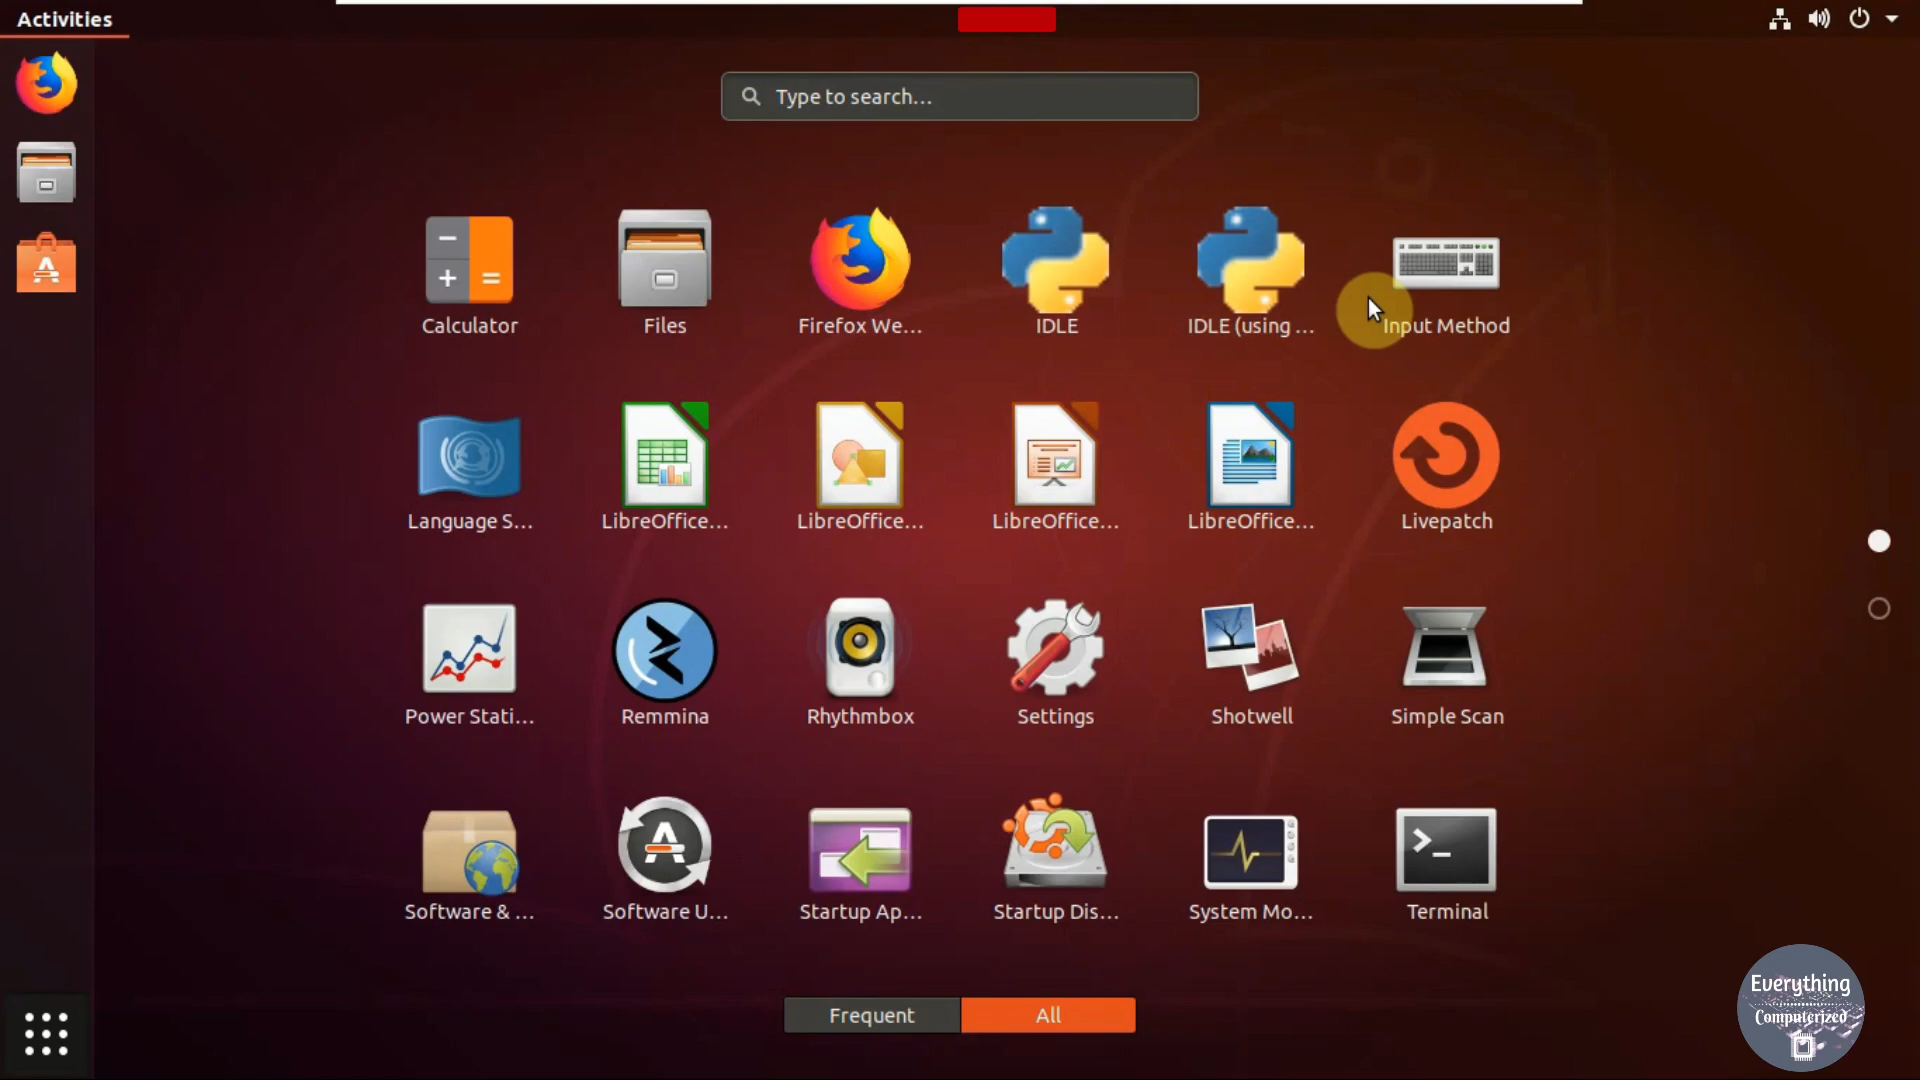 Activities
Type to search...
Calculator
Files
Firefox We...
IDLE
IDLE (using ...
Input Method
Language S...
LibreOffice...
LibreOffice...
LibreOffice...
LibreOffice...
Livepatch
Power Stati...
Remmina
Rhythmbox
Settings
Shotwell
Simple Scan
Software & ...
Software U...
Startup Ap...
Startup Dis...
System Mo...
Terminal
Frequent
All
Everything
Computerized